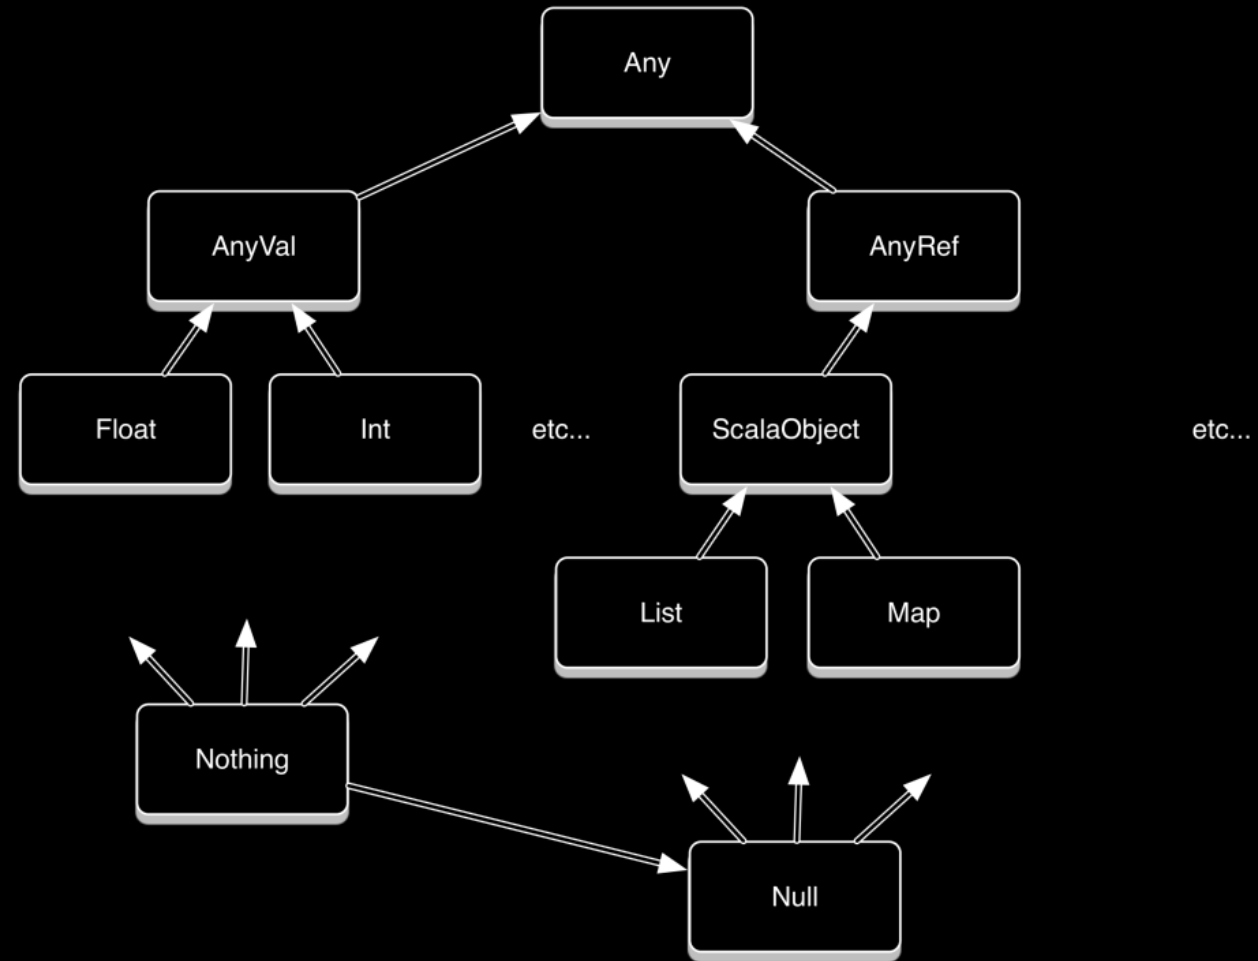 Any
AnyVal
AnyRef
Float
Int
etc...
ScalaObject
etc...
List
Map
Nothing
Null